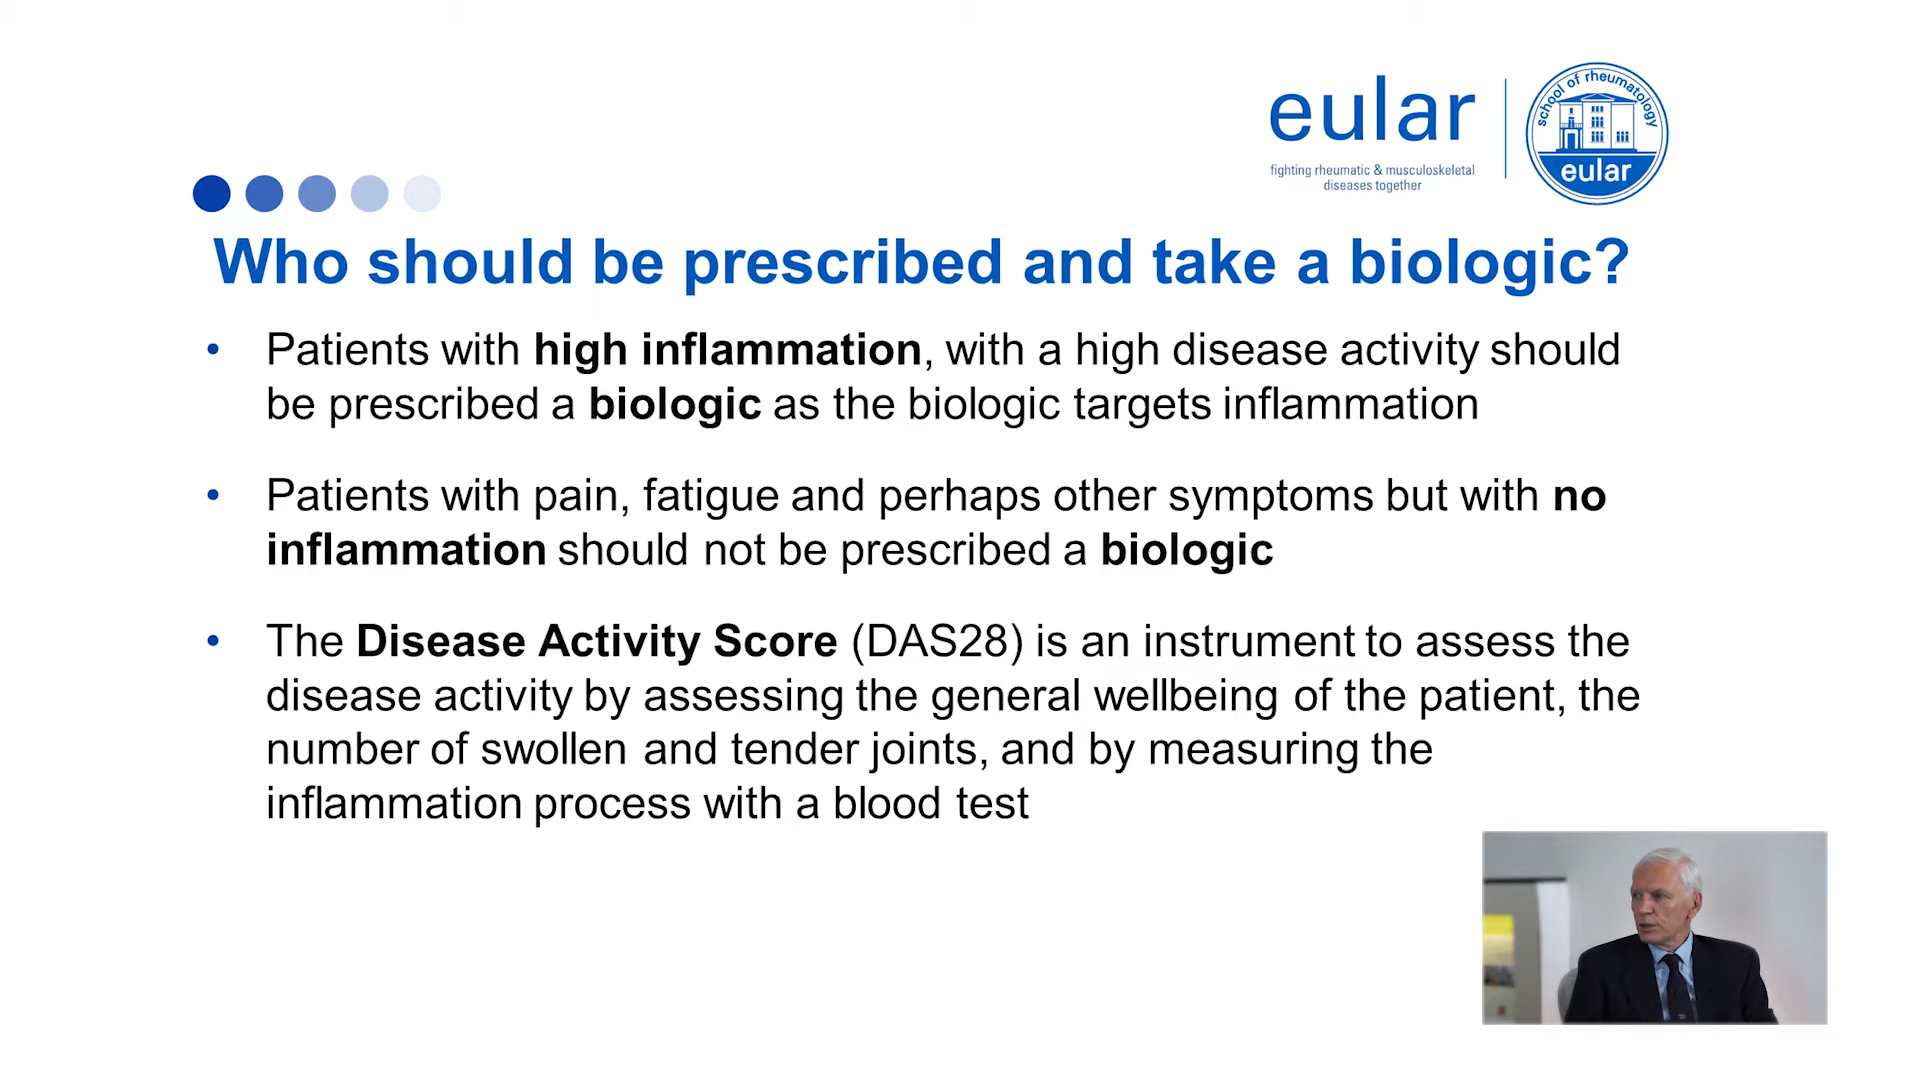 eular
fighting rheumatic & musculoskeletal
diseases together
school of rheumatology
eular
Who should be prescribed and take a biologic?
• Patients with high inflammation, with a high disease activity should
be prescribed a biologic as the biologic targets inflammation
• Patients with pain, fatigue and perhaps other symptoms but with no
inflammation should not be prescribed a biologic
• The Disease Activity Score (DAS28) is an instrument to assess the
disease activity by assessing the general wellbeing of the patient, the
number of swollen and tender joints, and by measuring the
inflammation process with a blood test